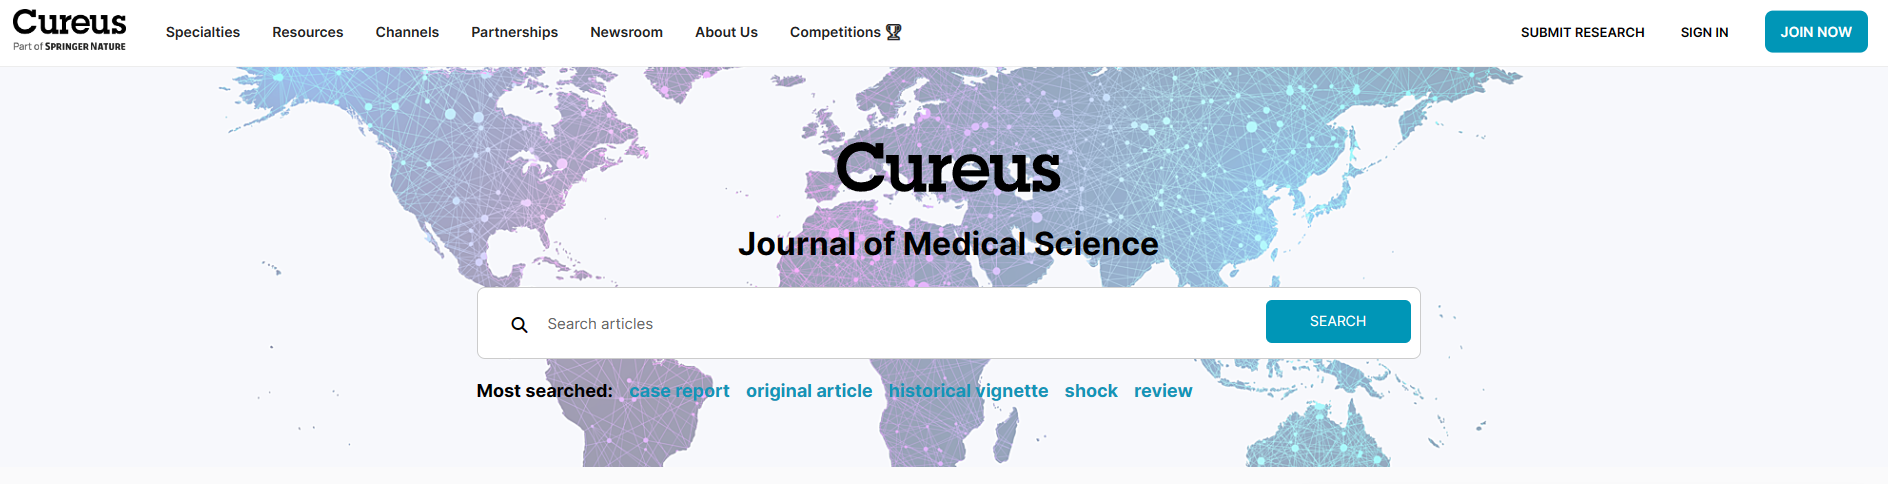 Cureus
Part of SPRINGER NATURE
Specialties Resources Channels Partnerships Newsroom About Us Competitions
SUBMIT RESEARCH SIGN IN JOIN NOW
Cureus
Journal of Medical Science
Search articles SEARCH
Most searched: case report original article historical vignette shock review